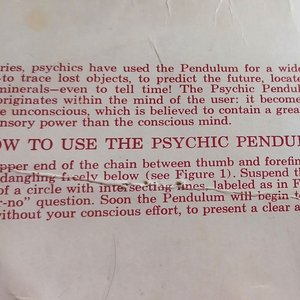 ries, psychics have used the Pendulum for a wide
—to trace lost objects, to predict the future, locate
minerals—even to tell time! The Psychic Pendul
originates within the mind of the user: it become
e unconscious, which is believed to contain a grea
ensory power than the conscious mind.
OW TO USE THE PSYCHIC PENDU
pper end of the chain between thumb and forefin
dangling freely below (see Figure 1). Suspend th
of a circle with intersecting lines, labeled as in F
r-no" question. Soon the Pendulum will begin to
without your conscious effort, to present a clear a